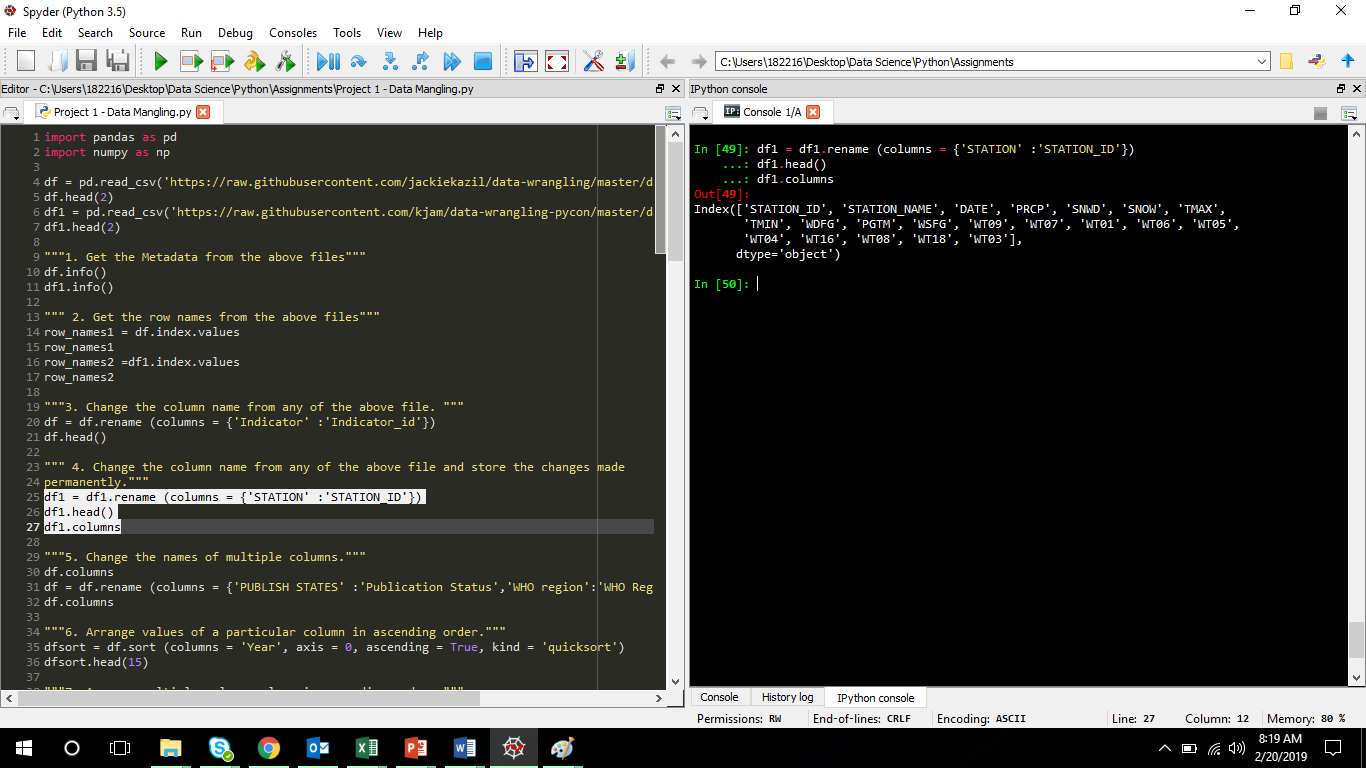 Spyder (Python 3.5)
File Edit Search Source Run Debug Consoles Tools View Help
C:\Users\182216\Desktop\Data Science\Python\Assignments
Editor - C:\Users\182216\Desktop\Data Science\Python\Assignments\Project 1 - Data Mangling.py
Project 1 - Data Mangling.py
1 import pandas as pd
2 import numpy as np
3
4 df = pd.read_csv('https://raw.githubusercontent.com/jackiekazil/data-wrangling/master/d
5 df.head(2)
6 df1 = pd.read_csv('https://raw.githubusercontent.com/kjam/data-wrangling-pycon/master/d
7 df1.head(2)
8
9 """1. Get the Metadata from the above files"""
10 df.info()
11 df1.info()
12
13 """ 2. Get the row names from the above files"""
14 row_names1 = df.index.values
15 row_names1
16 row_names2 =df1.index.values
17 row_names2
18
19 """3. Change the column name from any of the above file. """
20 df = df.rename (columns = {'Indicator' :'Indicator_id'})
21 df.head()
22
23 """ 4. Change the column name from any of the above file and store the changes made
24 permanently."""
25 df1 = df1.rename (columns = {'STATION' :'STATION_ID'})
26 df1.head()
27 df1.columns
28
29 """5. Change the names of multiple columns."""
30 df.columns
31 df = df.rename (columns = {'PUBLISH STATES' :'Publication Status','WHO region':'WHO Reg
32 df.columns
33
34 """6. Arrange values of a particular column in ascending order."""
35 dfsort = df.sort (columns = 'Year', axis = 0, ascending = True, kind = 'quicksort')
36 dfsort.head(15)
37
IPython console
IP: Console 1/A
In [49]: df1 = df1.rename (columns = {'STATION' :'STATION_ID'})
...: df1.head()
...: df1.columns
Out[49]:
Index(['STATION_ID', 'STATION_NAME', 'DATE', 'PRCP', 'SNWD', 'SNOW', 'TMAX',
'TMIN', 'WDFG', 'PGTM', 'WSFG', 'WT09', 'WT07', 'WT01', 'WT06', 'WT05',
'WT04', 'WT16', 'WT08', 'WT18', 'WT03'],
dtype='object')
In [50]:
Console History log IPython console
Permissions: RW End-of-lines: CRLF Encoding: ASCII Line: 27 Column: 12 Memory: 80 %
8:19 AM
2/20/2019